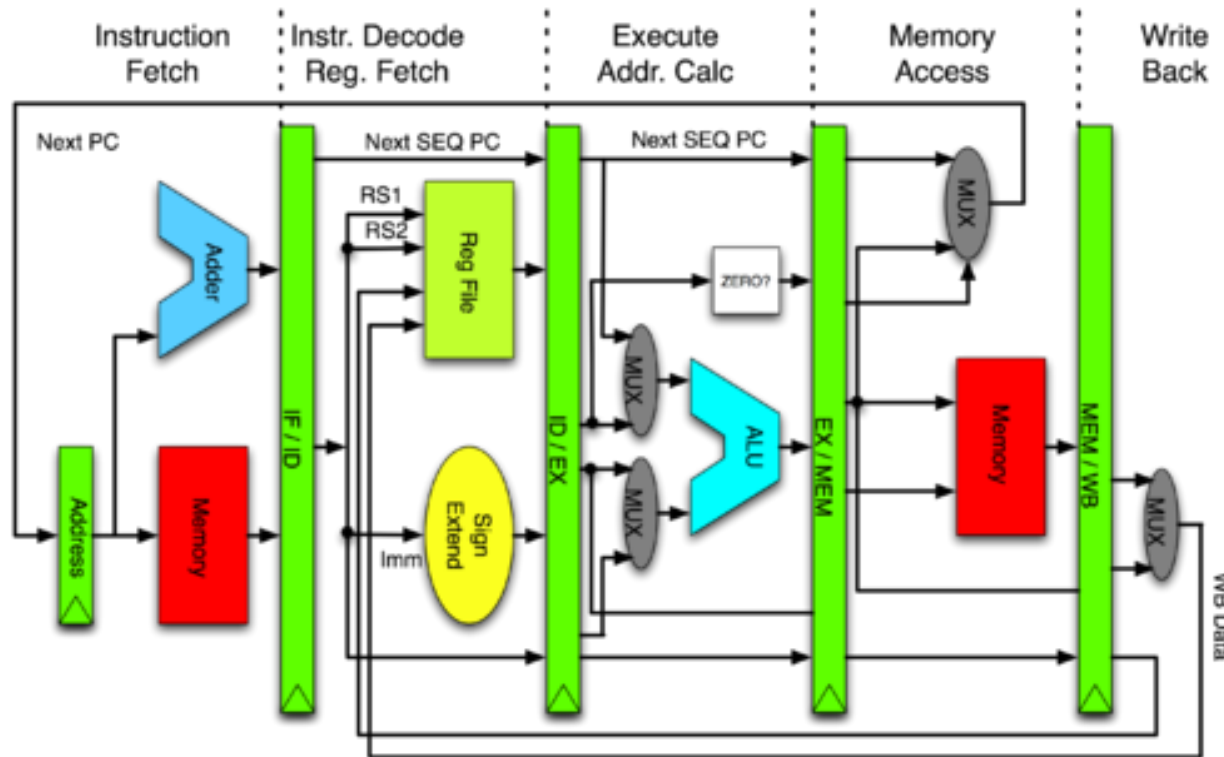 Instruction
Fetch
Instr. Decode
Reg. Fetch
Execute
Addr. Calc
Memory
Access
Write
Back
Next PC
Next SEQ PC
Next SEQ PC
RS1
RS2
Reg File
MUX
Adder
ZERO?
MUX
IF / ID
ID / EX
ALU
EX / MEM
Memory
MEM / WB
Address
Memory
Sign
Extend
Imm
MUX
MUX
WB Data